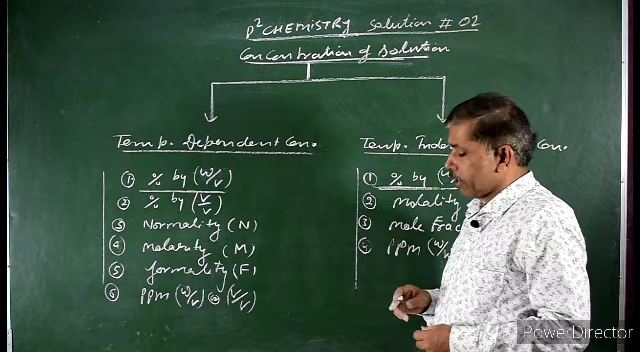 P² CHEMISTRY Solution # 02
Concentration of Solution
Temp. Dependent Con.
① % by (W/V)
② % by (V/V)
③ Normality (N)
④ Molarity (M)
⑤ formality (F)
⑥ PPM (W/V) or (V/V)
Temp. Con.
① % by
② molality
③ mole
④ PPM
PowerDirector